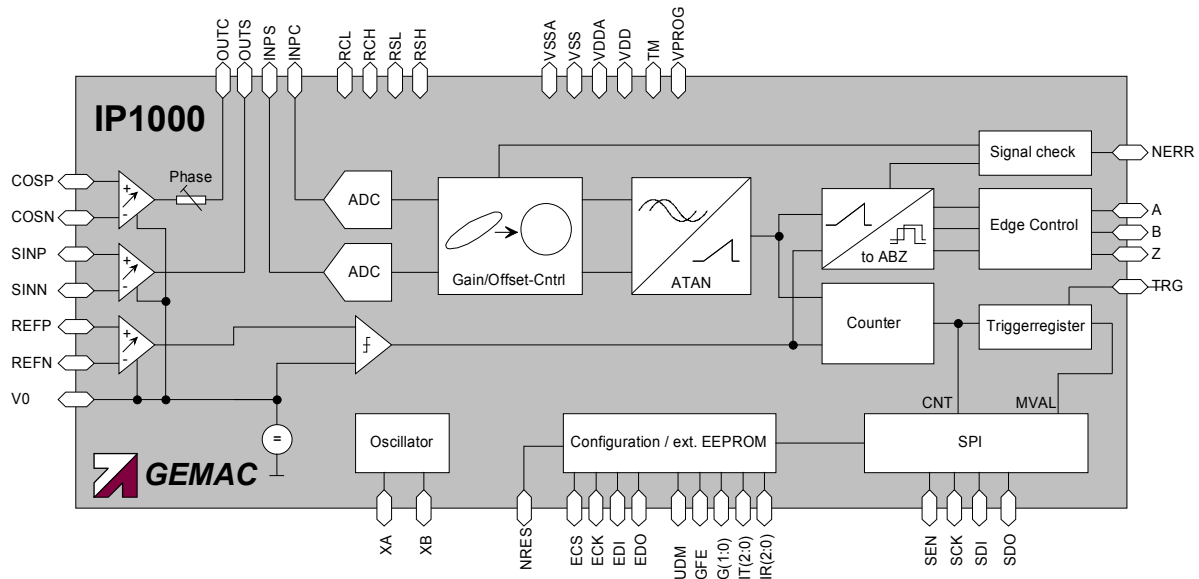 OUTC
OUTS
INPS
INPC
RCL
RCH
RSL
RSH
VSSA
VSS
VDDA
VDD
TM
VPROG
IP1000
Signal check
NERR
COSP
Phase
COSN
ADC
SINP
SINN
ADC
Gain/Offset-Cntrl
ATAN
to ABZ
Edge Control
A
B
Z
TRG
REFP
REFN
Counter
Triggerregister
V0
CNT
MVAL
=
Oscillator
Configuration / ext. EEPROM
SPI
GEMAC
XA
XB
NRES
ECS
ECK
EDI
EDO
UDM
GFE
G(1:0)
IT(2:0)
IR(2:0)
SEN
SCK
SDI
SDO